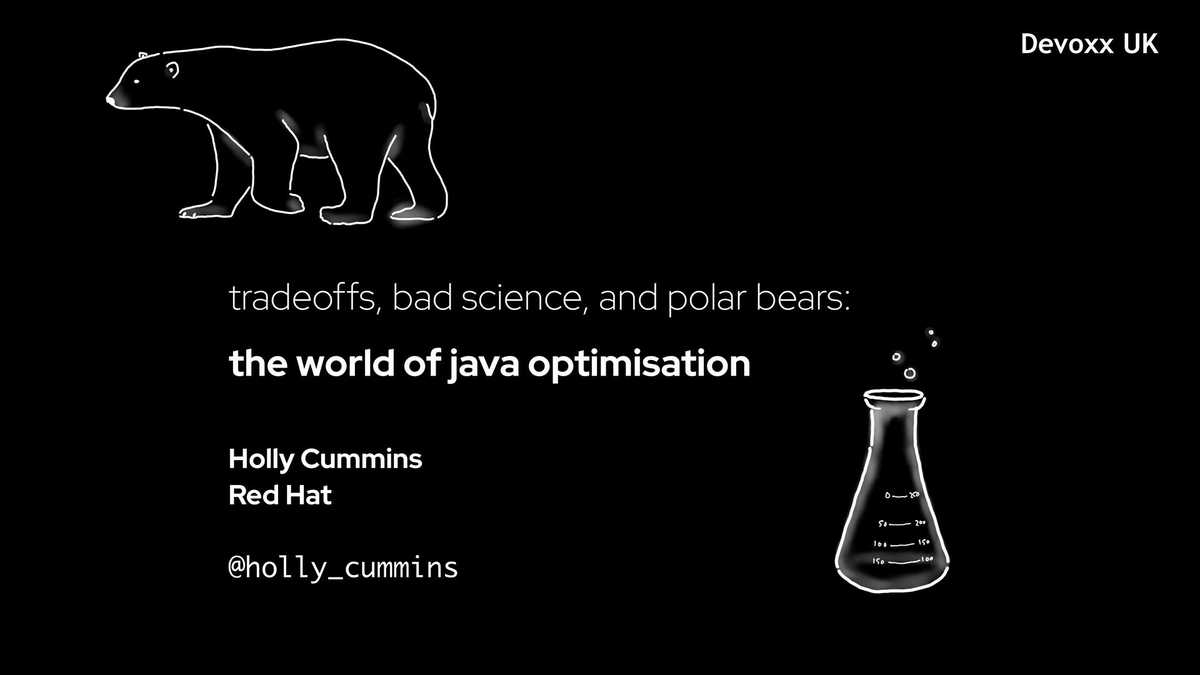 Devoxx UK
tradeoffs, bad science, and polar bears:
the world of java optimisation
Holly Cummins
Red Hat
@holly_cummins
0 250
50 200
100 150
150 100